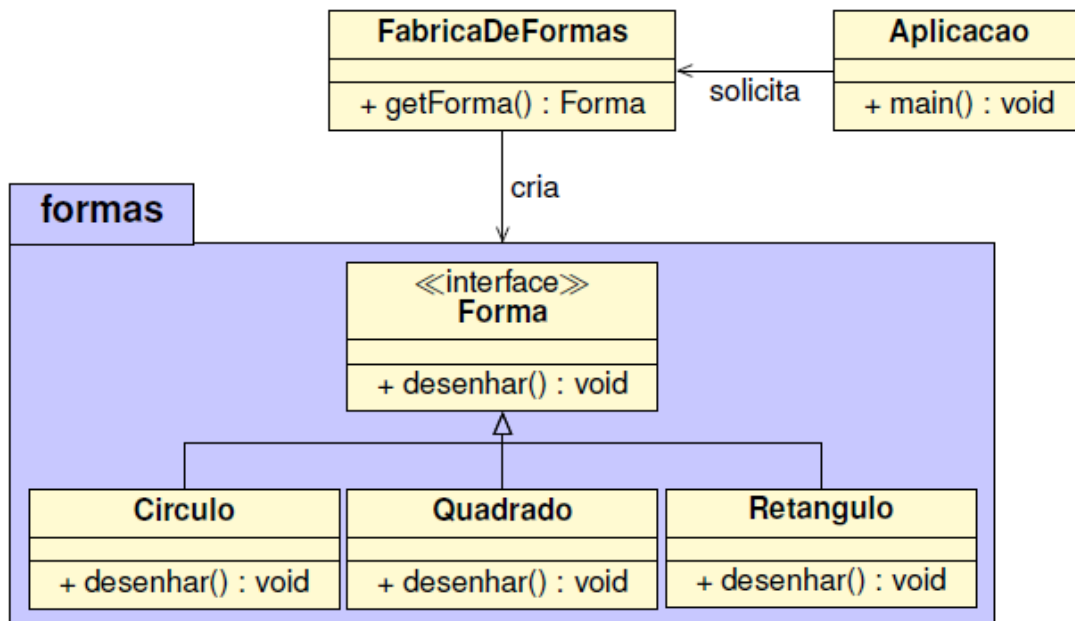 FabricaDeFormas
+ getForma() : Forma
Aplicacao
+ main() : void
solicita
cria
formas
≪interface≫
Forma
+ desenhar() : void
Circulo
+ desenhar() : void
Quadrado
+ desenhar() : void
Retangulo
+ desenhar() : void